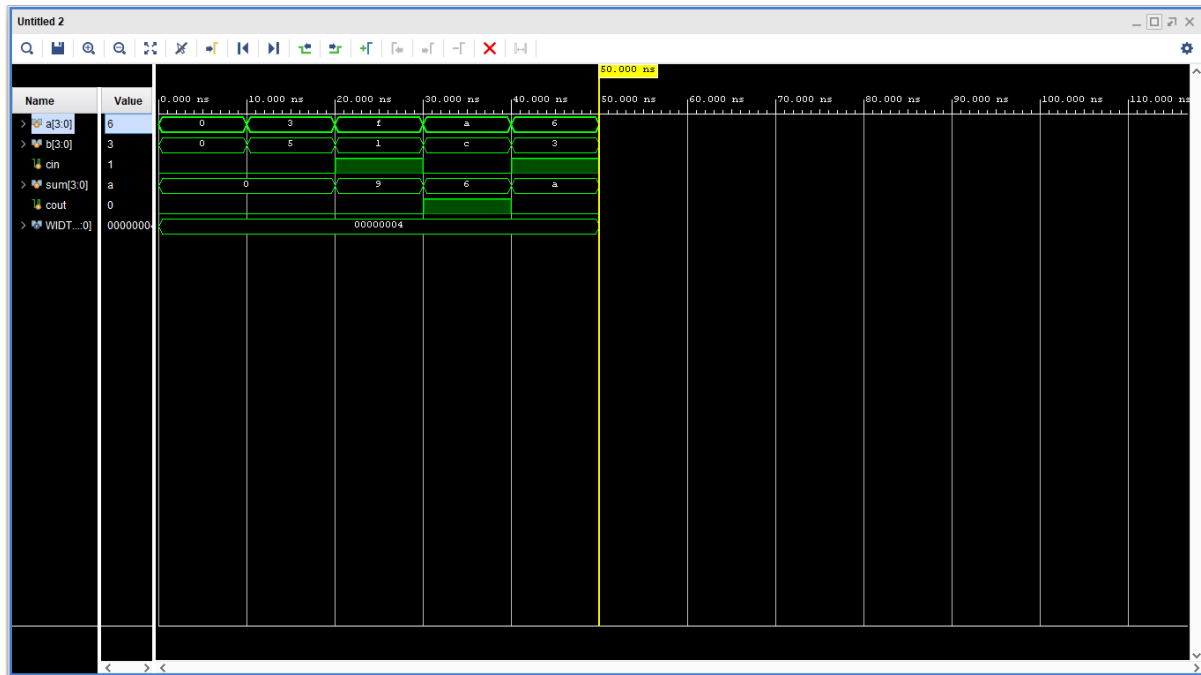 Untitled 2
50.000 ns
Name Value 0.000 ns 10.000 ns 20.000 ns 30.000 ns 40.000 ns 50.000 ns 60.000 ns 70.000 ns 80.000 ns 90.000 ns 100.000 ns 110.000 ns
a[3:0] 6 0 3 f a 6
b[3:0] 3 0 5 1 c 3
cin 1
sum[3:0] a 0 9 6 a
cout 0
WIDT...:0] 0000000 00000004